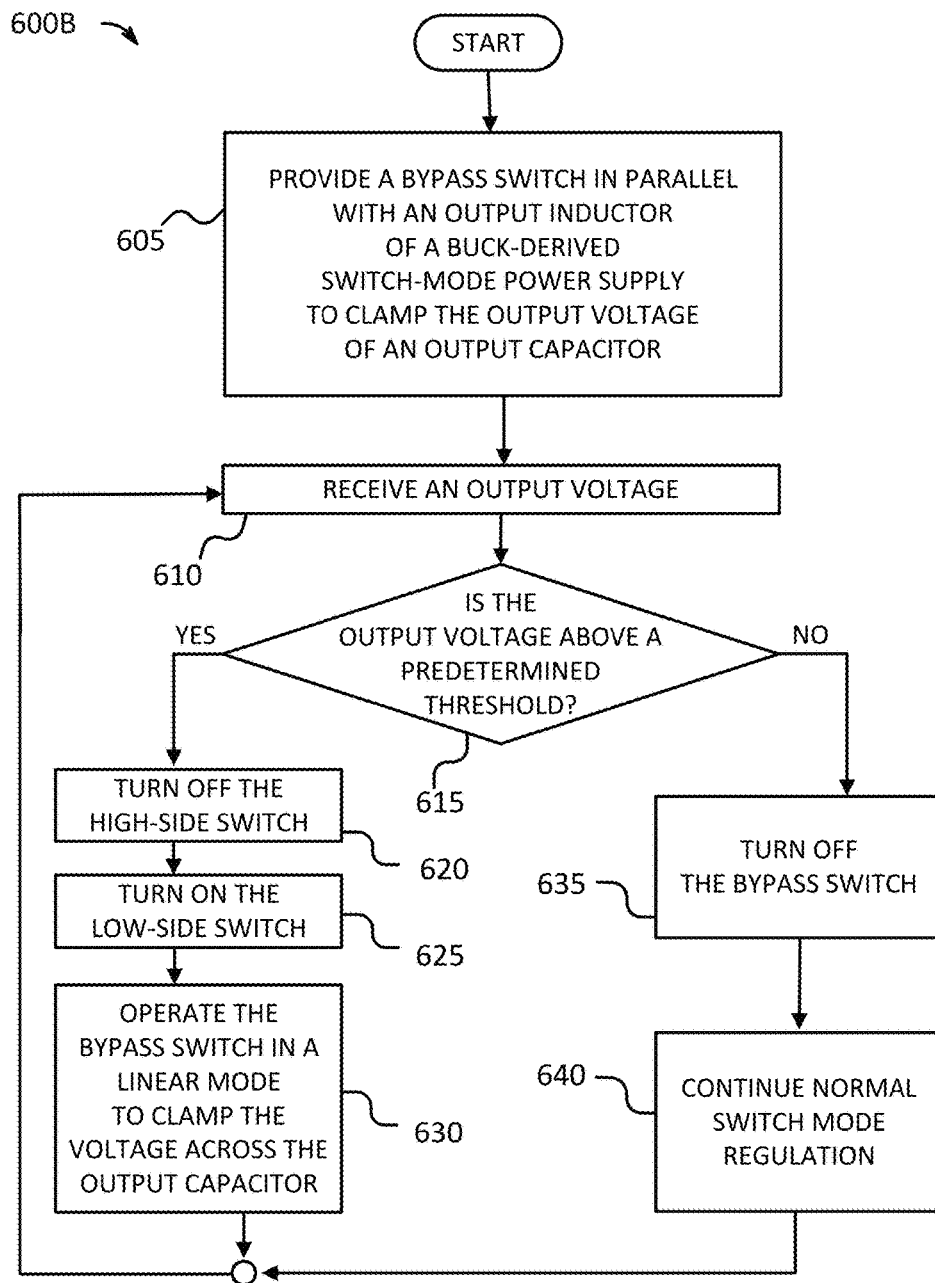 600B
START
PROVIDE A BYPASS SWITCH IN PARALLEL
WITH AN OUTPUT INDUCTOR
OF A BUCK-DERIVED
SWITCH-MODE POWER SUPPLY
TO CLAMP THE OUTPUT VOLTAGE
OF AN OUTPUT CAPACITOR
605
RECEIVE AN OUTPUT VOLTAGE
610
IS THE
OUTPUT VOLTAGE ABOVE A
PREDETERMINED
THRESHOLD?
YES
NO
615
TURN OFF THE
HIGH-SIDE SWITCH
620
TURN ON THE
LOW-SIDE SWITCH
625
OPERATE THE
BYPASS SWITCH IN A
LINEAR MODE
TO CLAMP THE
VOLTAGE ACROSS THE
OUTPUT CAPACITOR
630
TURN OFF
THE BYPASS SWITCH
635
CONTINUE NORMAL
SWITCH MODE
REGULATION
640